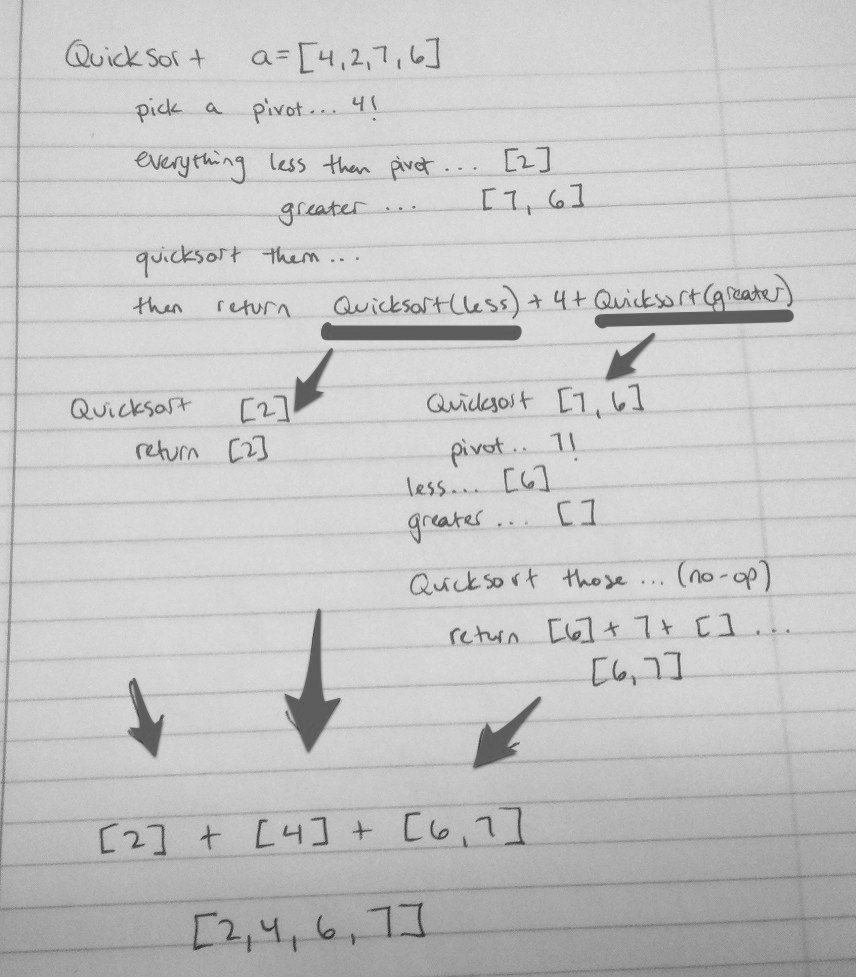 Quicksort a=[4,2,7,6]
pick a pivot... 4!
everything less then pivot... [2]
greater ... [7, 6]
quicksort them...
then return Quicksort(less) + 4 + Quicksort(greater)
Quicksort [2]
return [2]
Quicksort [7, 6]
pivot.. 7!
less... [6]
greater ... []
Quicksort those ... (no-op)
return [6] + 7 + [] ...
[6,7]
[2] + [4] + [6,7]
[2,4,6,7]